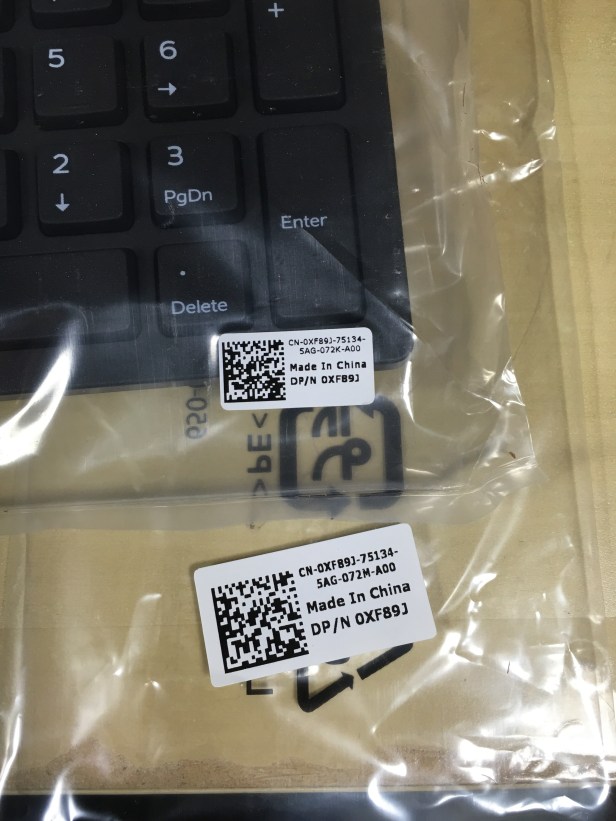 +
5
6
→
2
↓
3
PgDn
Enter
.
Delete
CN-0XF89J-75134-
5AG-072K-A00
Made In China
DP/N 0XF89J
>PE<
CN-0XF89J-75134-
5AG-072M-A00
Made In China
DP/N 0XF89J